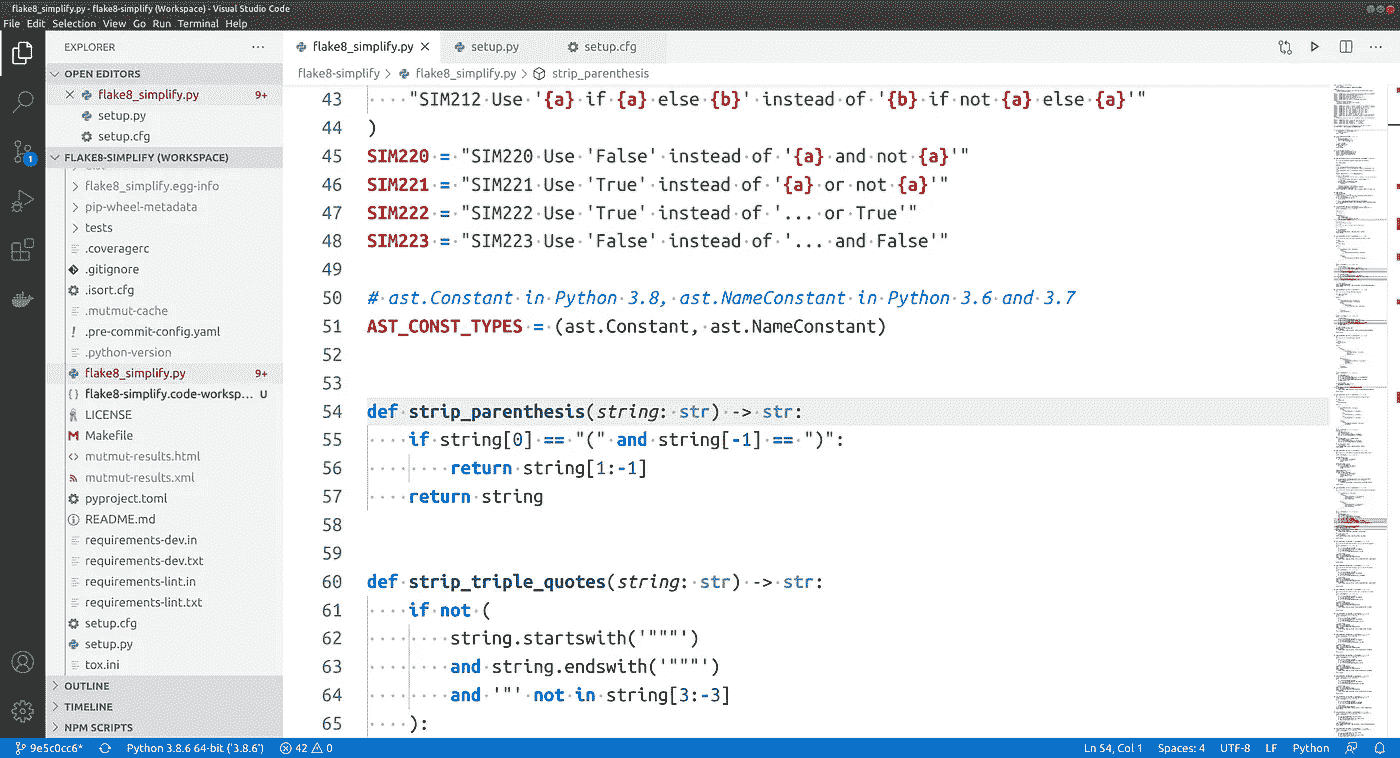 flake8_simplify.py - flake8-simplify (Workspace) - Visual Studio Code
File Edit Selection View Go Run Terminal Help
EXPLORER
OPEN EDITORS
flake8_simplify.py 9+
setup.py
setup.cfg
FLAKE8-SIMPLIFY (WORKSPACE)
flake8_simplify.egg-info
pip-wheel-metadata
tests
.coveragerc
.gitignore
.isort.cfg
.mutmut-cache
.pre-commit-config.yaml
.python-version
flake8_simplify.py 9+
flake8-simplify.code-worksp... U
LICENSE
Makefile
mutmut-results.html
mutmut-results.xml
pyproject.toml
README.md
requirements-dev.in
requirements-dev.txt
requirements-lint.in
requirements-lint.txt
setup.cfg
setup.py
tox.ini
OUTLINE
TIMELINE
NPM SCRIPTS
1
flake8_simplify.py setup.py setup.cfg
flake8-simplify > flake8_simplify.py > strip_parenthesis
43 "SIM212 Use '{a} if {a} else {b}' instead of '{b} if not {a} else {a}'"
44 )
45 SIM220 = "SIM220 Use 'False' instead of '{a} and not {a}'"
46 SIM221 = "SIM221 Use 'True' instead of '{a} or not {a}'"
47 SIM222 = "SIM222 Use 'True' instead of '... or True'"
48 SIM223 = "SIM223 Use 'False' instead of '... and False'"
49
50 # ast.Constant in Python 3.8, ast.NameConstant in Python 3.6 and 3.7
51 AST_CONST_TYPES = (ast.Constant, ast.NameConstant)
52
53
54 def strip_parenthesis(string: str) -> str:
55 if string[0] == "(" and string[-1] == ")":
56 return string[1:-1]
57 return string
58
59
60 def strip_triple_quotes(string: str) -> str:
61 if not (
62 string.startswith('"""')
63 and string.endswith('"""')
64 and '"' not in string[3:-3]
65 ):
9e5c0cc6* Python 3.8.6 64-bit ('3.8.6') 42 0 Ln 54, Col 1 Spaces: 4 UTF-8 LF Python